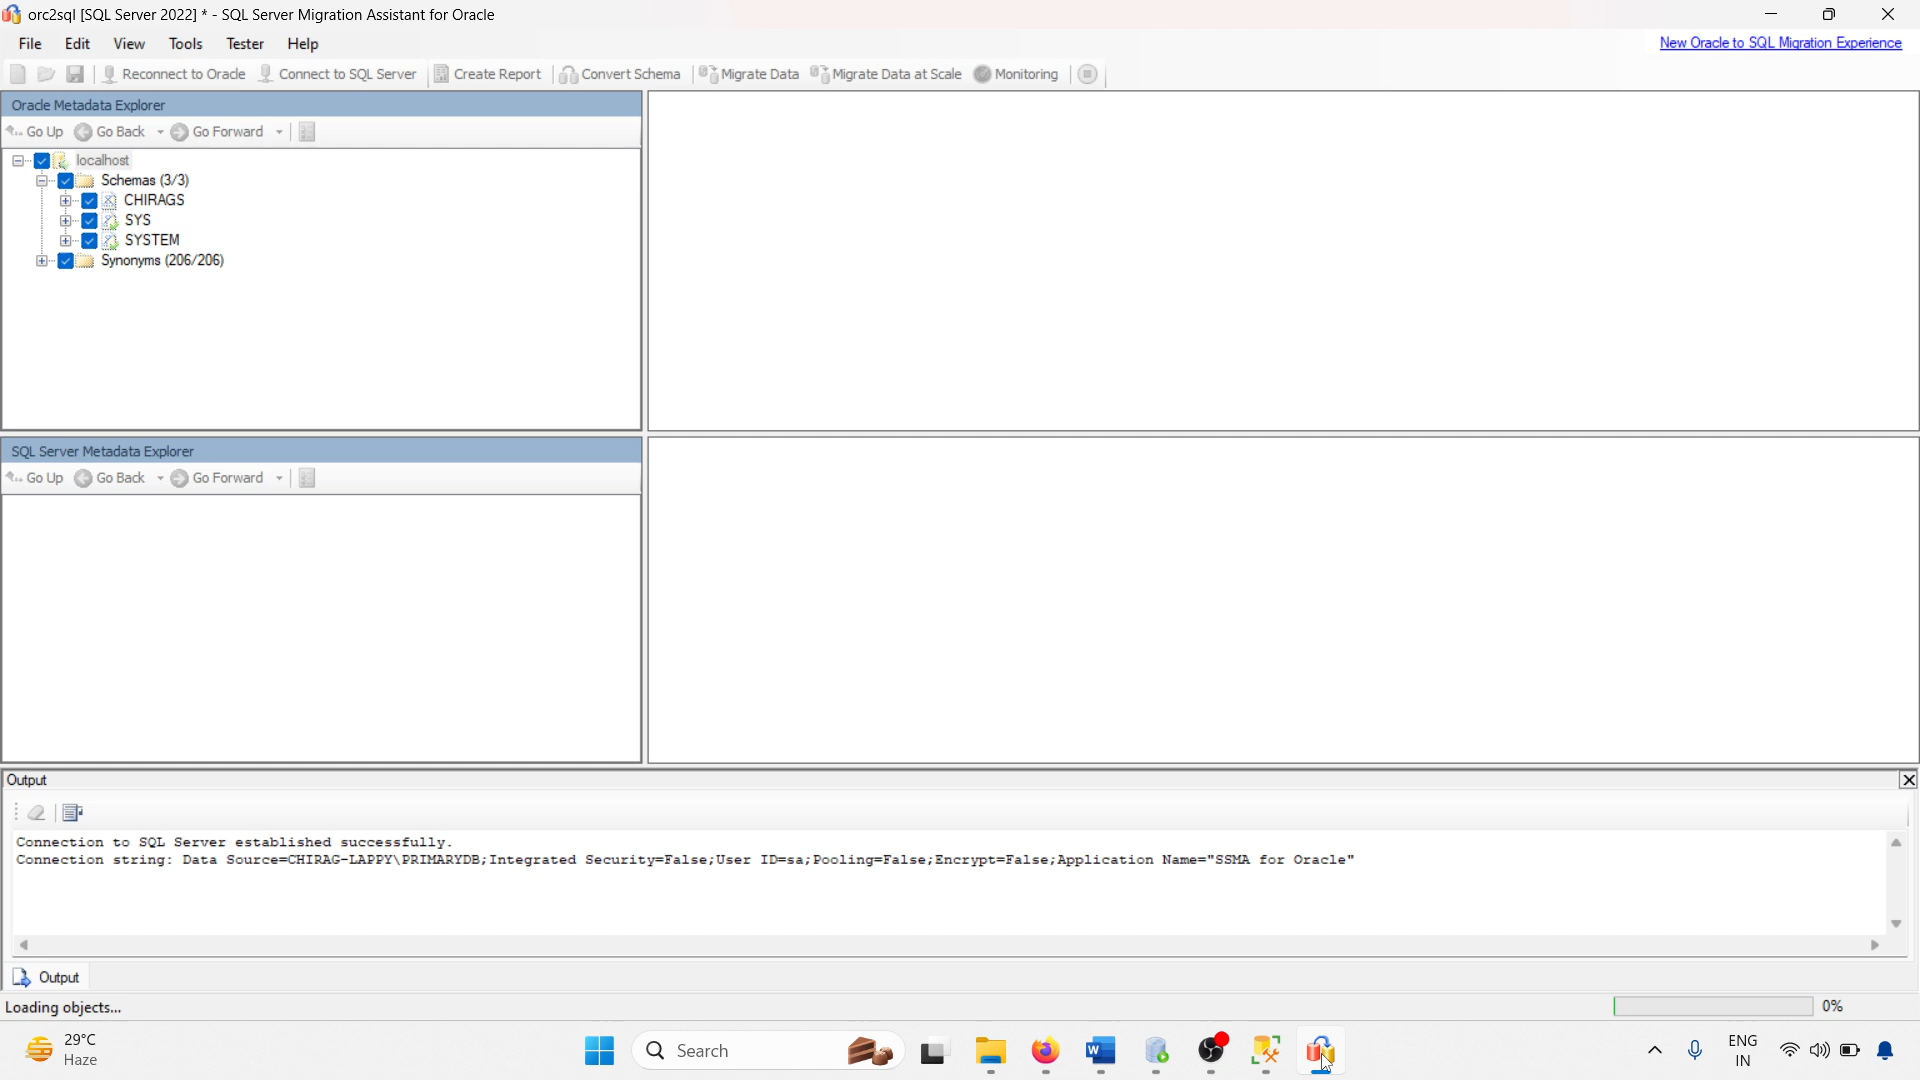 orc2sql [SQL Server 2022] * - SQL Server Migration Assistant for Oracle
File Edit View Tools Tester Help
New Oracle to SQL Migration Experience
Reconnect to Oracle Connect to SQL Server Create Report Convert Schema Migrate Data Migrate Data at Scale Monitoring
Oracle Metadata Explorer
Go Up Go Back Go Forward
localhost
Schemas (3/3)
CHIRAGS
SYS
SYSTEM
Synonyms (206/206)
SQL Server Metadata Explorer
Go Up Go Back Go Forward
Output
Connection to SQL Server established successfully.
Connection string: Data Source=CHIRAG-LAPPY\PRIMARYDB;Integrated Security=False;User ID=sa;Pooling=False;Encrypt=False;Application Name="SSMA for Oracle"
Output
Loading objects...
0%
29°C
Haze
Search
ENG
IN